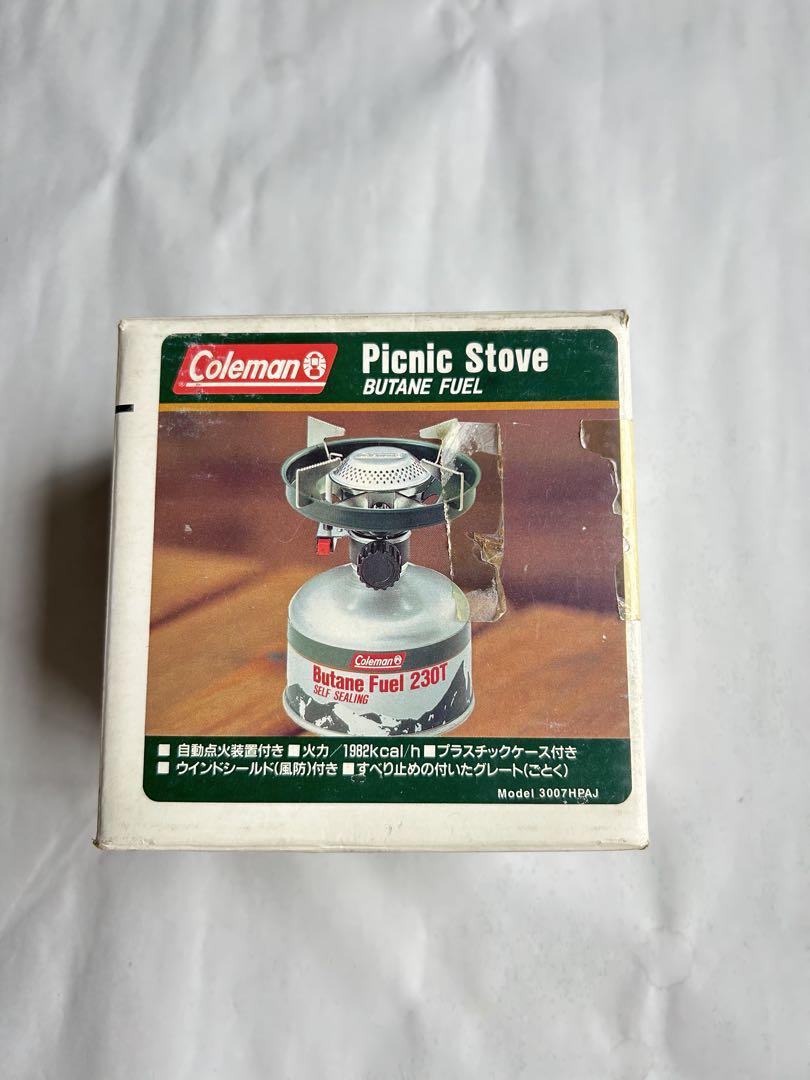 Coleman
Picnic Stove
BUTANE FUEL
Coleman
Butane Fuel 230T
SELF SEALING
■ 自動点火装置付き ■ 火力/1982kcal/h ■ プラスチックケース付き
■ ウインドシールド(風防)付き ■ すべり止めの付いたグレート(ごとく)
Model 3007HPAJ